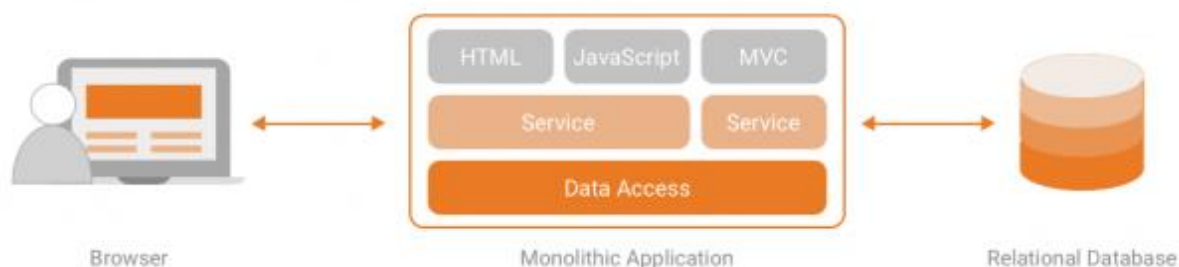 HTML JavaScript MVC
Service Service
Data Access
Browser Monolithic Application Relational Database